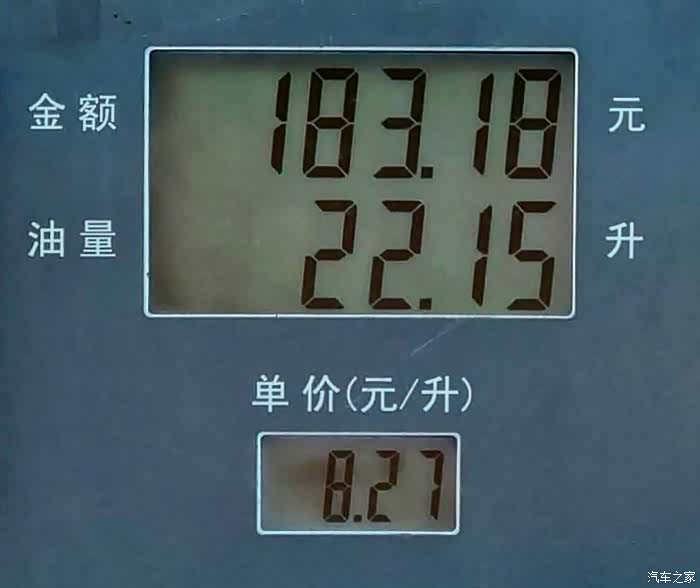 金额 183.18 元
油量 22.15 升
单价(元/升)
8.27
汽车之家